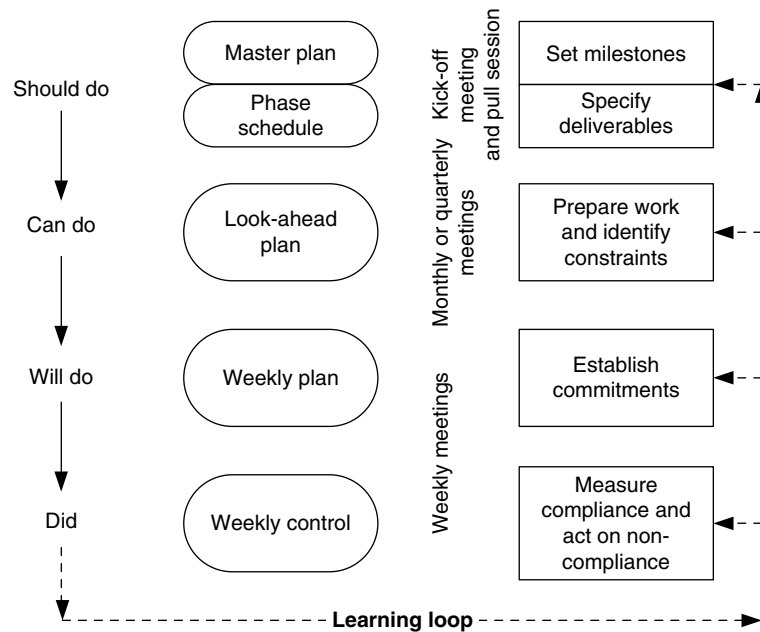 Should do
Master plan
Phase
schedule
Kick-off
meeting
and pull session
Set milestones
Specify
deliverables
Can do
Look-ahead
plan
Monthly or quarterly
meetings
Prepare work
and identify
constraints
Will do
Weekly plan
Weekly meetings
Establish
commitments
Did
Weekly control
Measure
compliance and
act on non-
compliance
Learning loop